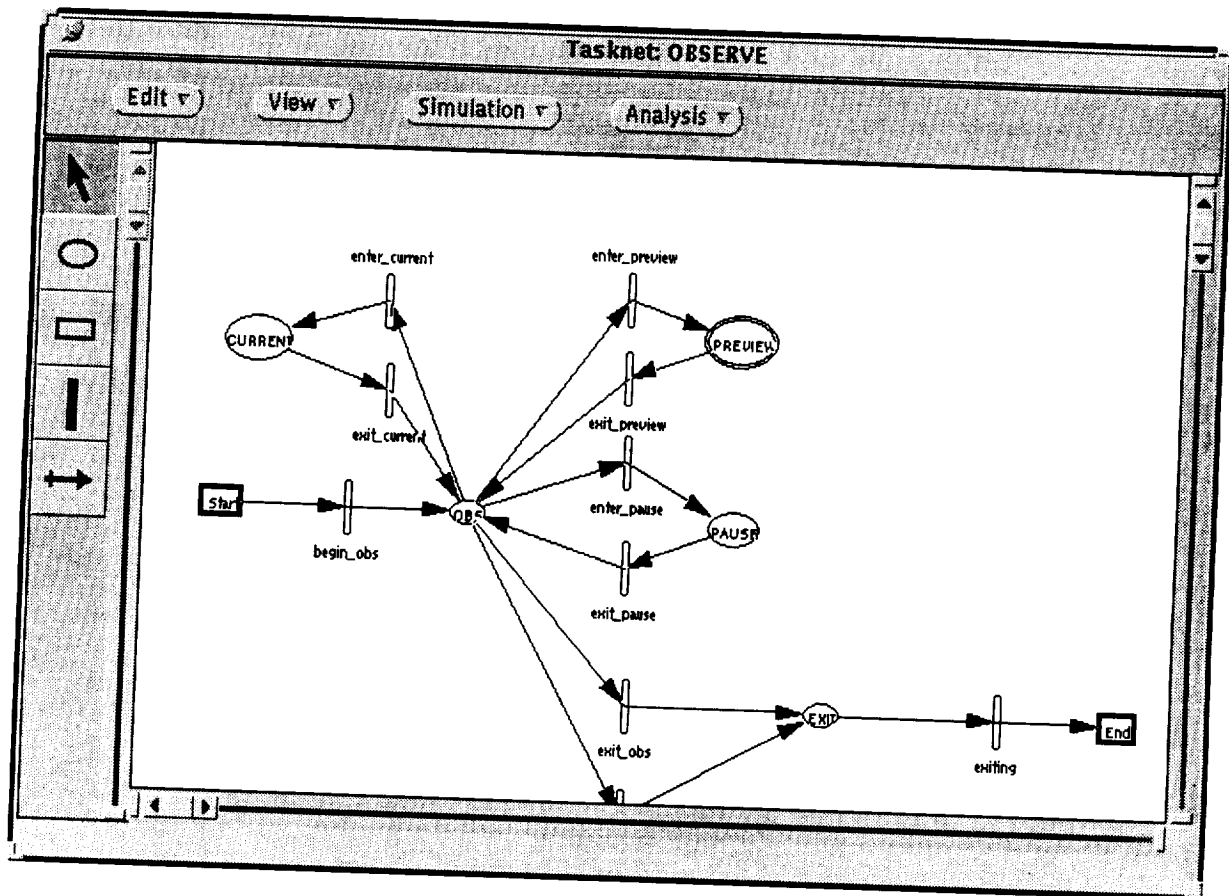 Tasknet: OBSERVE
Edit
View
Simulation
Analysis
enter_current
enter_preview
CURRENT
PREVIEW
exit_current
exit_preview
Start
OBS
enter_pause
begin_obs
PAUSE
exit_pause
EXIT
End
exit_obs
exiting